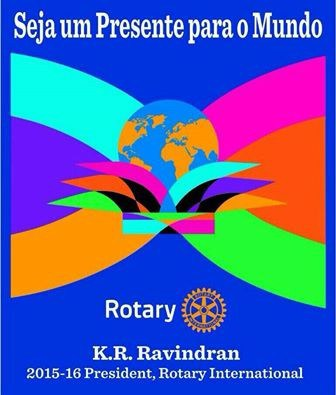 Seja um Presente para o Mundo
Rotary
K.R. Ravindran
2015-16 President, Rotary International